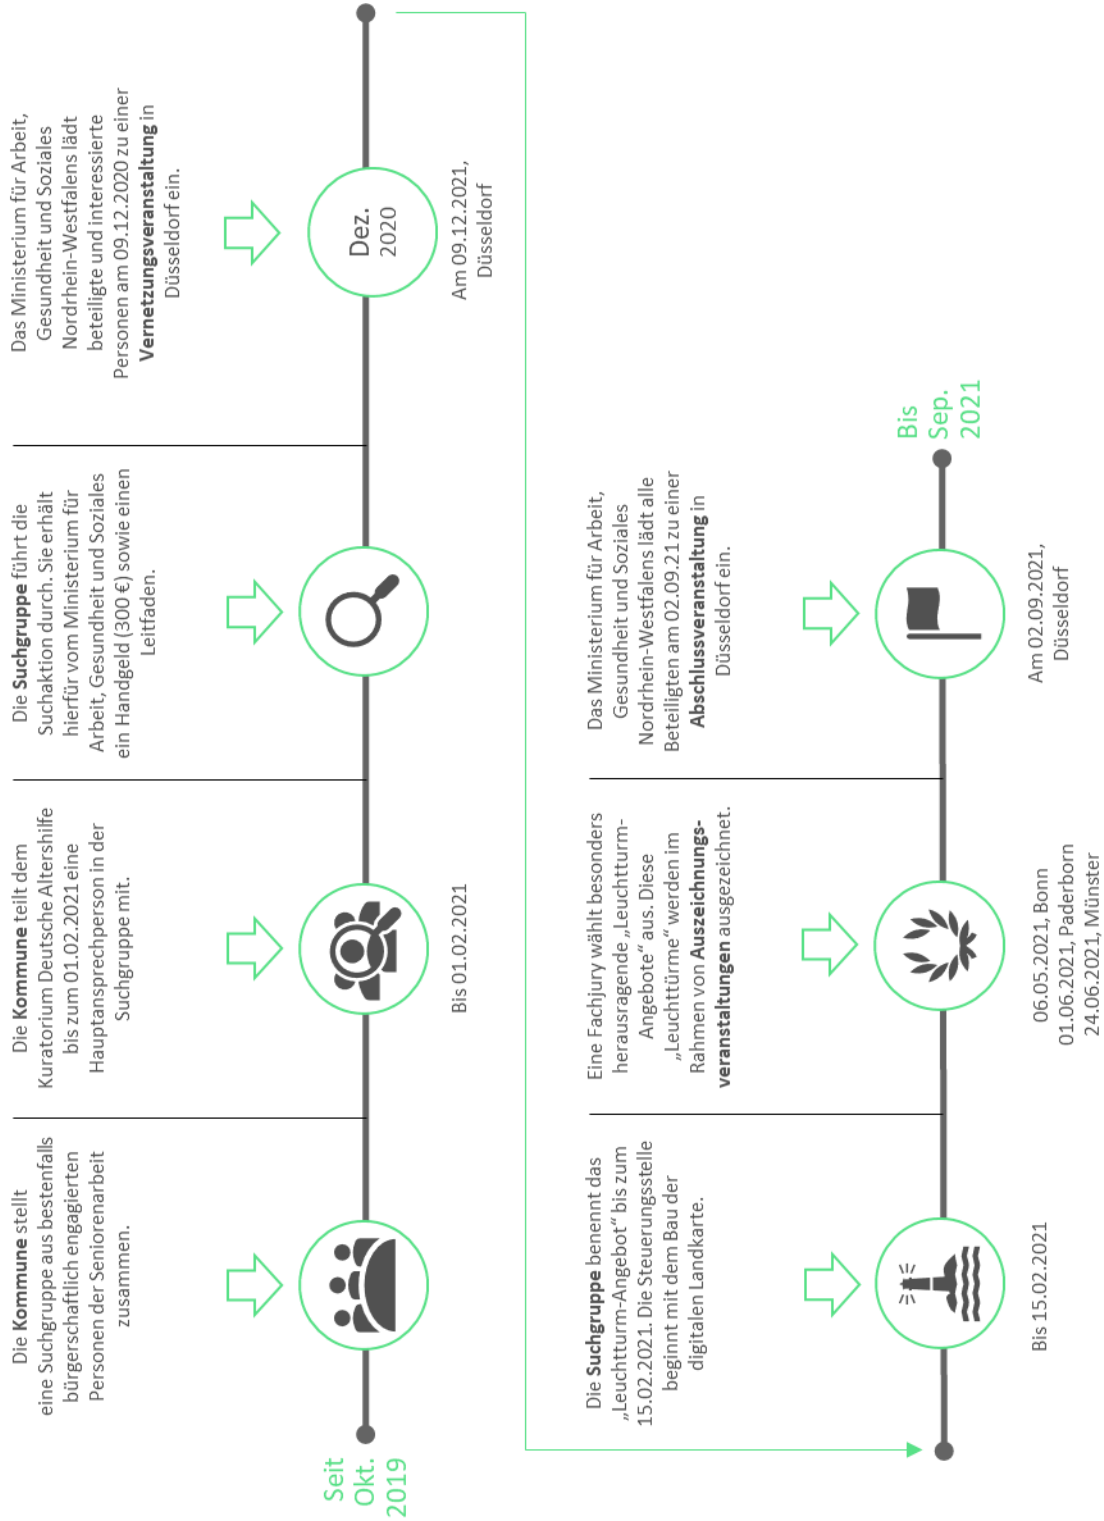 Seit
Okt.
2019
Die Kommune stellt
eine Suchgruppe aus bestenfalls
bürgerschaftlich engagierten
Personen der Seniorenarbeit
zusammen.
Die Kommune teilt dem
Kuratorium Deutsche Altershilfe
bis zum 01.02.2021 eine
Hauptansprechperson in der
Suchgruppe mit.
Bis 01.02.2021
Die Suchgruppe führt die
Suchaktion durch. Sie erhält
hierfür vom Ministerium für
Arbeit, Gesundheit und Soziales
ein Handgeld (300 €) sowie einen
Leitfaden.
Das Ministerium für Arbeit,
Gesundheit und Soziales
Nordrhein-Westfalens lädt
beteiligte und interessierte
Personen am 09.12.2020 zu einer
Vernetzungsveranstaltung in
Düsseldorf ein.
Dez.
2020
Am 09.12.2021,
Düsseldorf
Die Suchgruppe benennt das
„Leuchtturm-Angebot“ bis zum
15.02.2021. Die Steuerungsstelle
beginnt mit dem Bau der
digitalen Landkarte.
Bis 15.02.2021
Eine Fachjury wählt besonders
herausragende „Leuchtturm-
Angebote“ aus. Diese
„Leuchttürme“ werden im
Rahmen von Auszeichnungs-
veranstaltungen ausgezeichnet.
06.05.2021, Bonn
01.06.2021, Paderborn
24.06.2021, Münster
Das Ministerium für Arbeit,
Gesundheit und Soziales
Nordrhein-Westfalens lädt alle
Beteiligten am 02.09.21 zu einer
Abschlussveranstaltung in
Düsseldorf ein.
Am 02.09.2021,
Düsseldorf
Bis
Sep.
2021